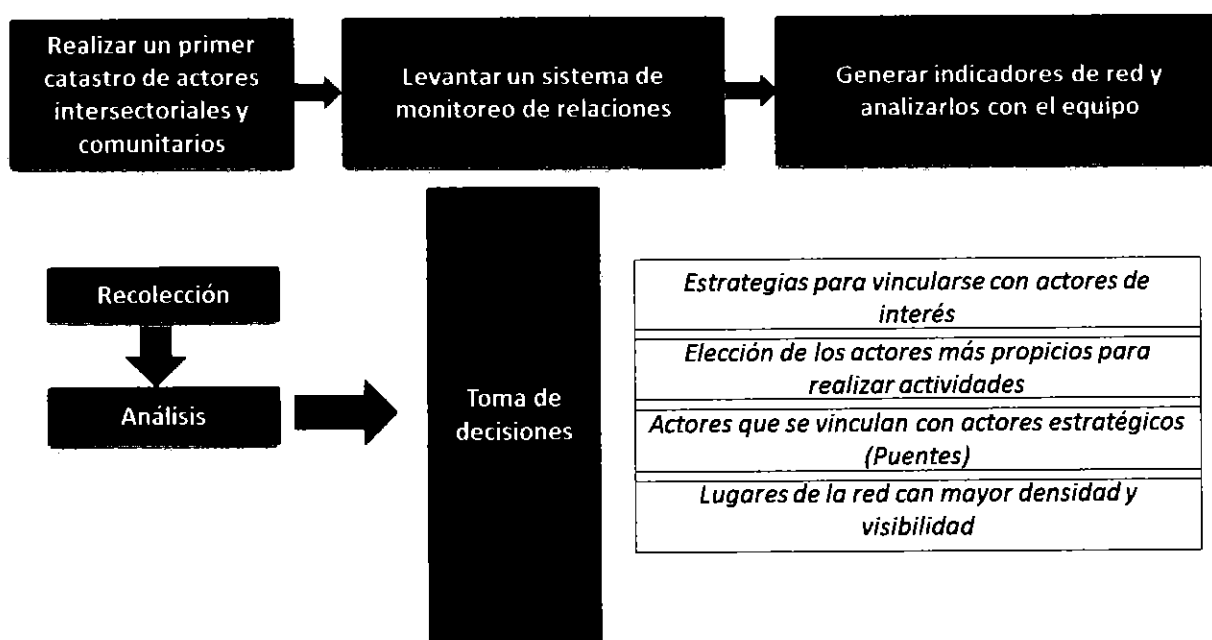 Realizar un primer
catastro de actores
intersectoriales y
comunitarios
Levantar un sistema de
monitoreo de relaciones
Generar indicadores de red y
analizarlos con el equipo
Recolección
Análisis
Toma de
decisiones
Estrategias para vincularse con actores de
interés
Elección de los actores más propicios para
realizar actividades
Actores que se vinculan con actores estratégicos
(Puentes)
Lugares de la red con mayor densidad y
visibilidad